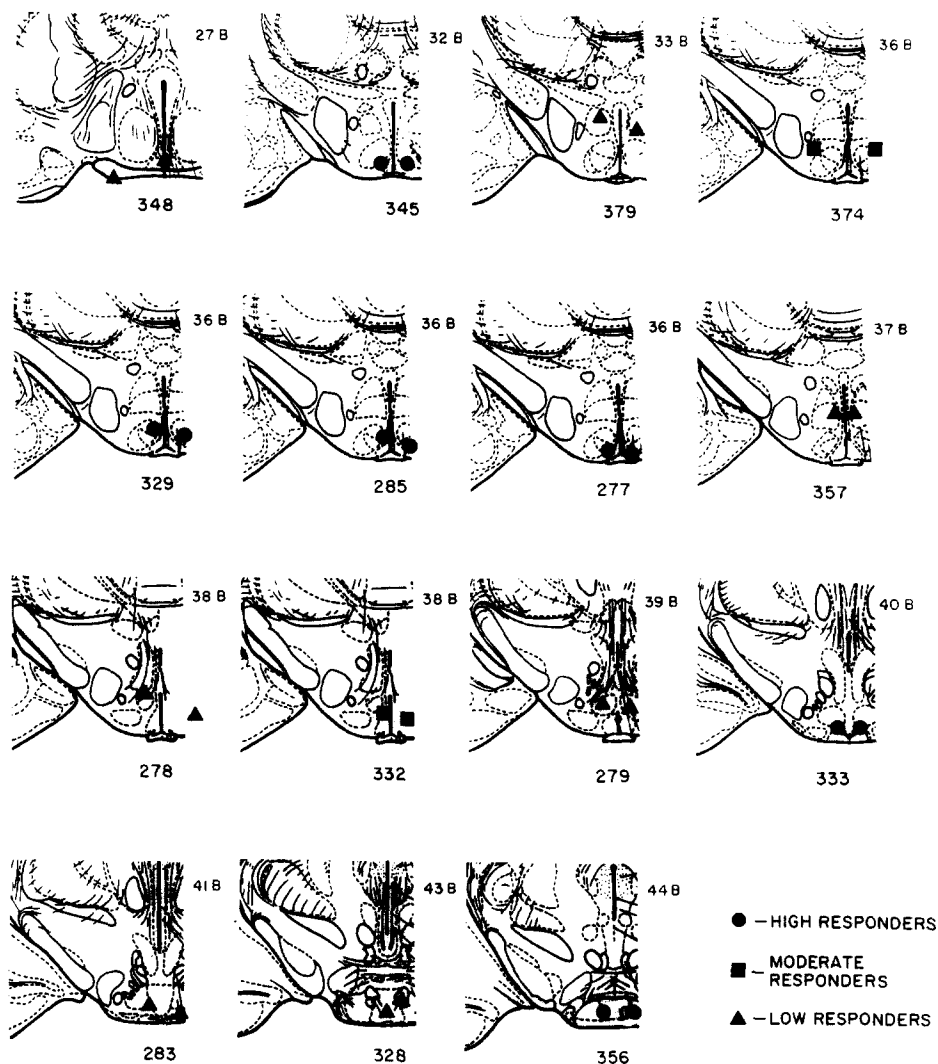 27 B
32 B
33 B
36 B
348
345
379
374
36 B
36 B
36 B
37 B
329
285
277
357
38 B
38 B
39 B
40 B
278
332
279
333
41 B
43 B
44 B
● – HIGH RESPONDERS
■ – MODERATE
RESPONDERS
▲ – LOW RESPONDERS
283
328
356